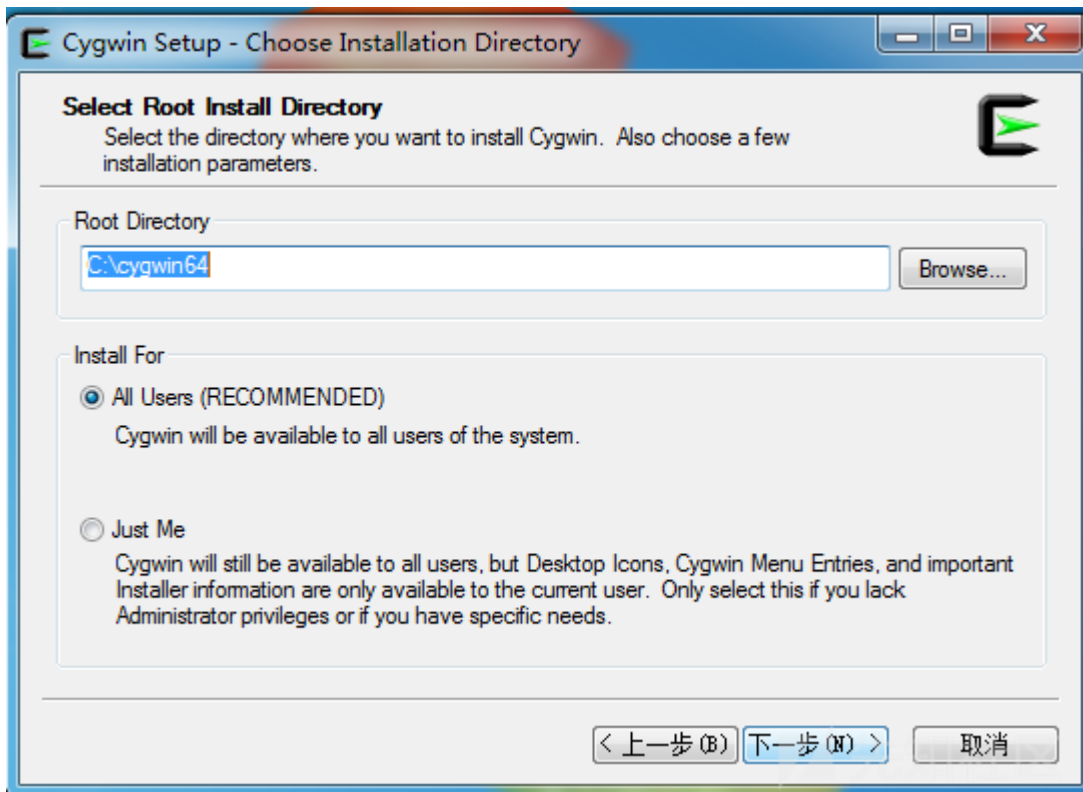 Cygwin Setup - Choose Installation Directory
Select Root Install Directory
Select the directory where you want to install Cygwin. Also choose a few
installation parameters.
Root Directory
C:\cygwin64
Browse...
Install For
All Users (RECOMMENDED)
Cygwin will be available to all users of the system.
Just Me
Cygwin will still be available to all users, but Desktop Icons, Cygwin Menu Entries, and important
Installer information are only available to the current user. Only select this if you lack
Administrator privileges or if you have specific needs.
< 上一步(B) 下一步(N) > 取消